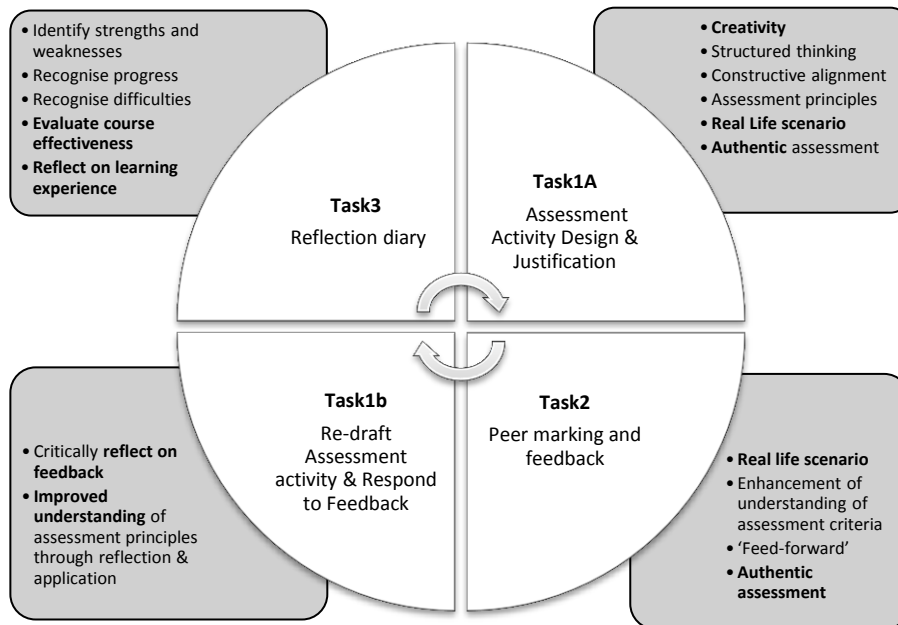 • Identify strengths and
weaknesses
• Recognise progress
• Recognise difficulties
• Evaluate course
effectiveness
• Reflect on learning
experience
• Creativity
• Structured thinking
• Constructive alignment
• Assessment principles
• Real Life scenario
• Authentic assessment
Task3
Reflection diary
Task1A
Assessment
Activity Design &
Justification
Task1b
Re-draft
Assessment
activity & Respond
to Feedback
Task2
Peer marking and
feedback
• Critically reflect on
feedback
• Improved
understanding of
assessment principles
through reflection &
application
• Real life scenario
• Enhancement of
understanding of
assessment criteria
• ‘Feed-forward’
• Authentic
assessment